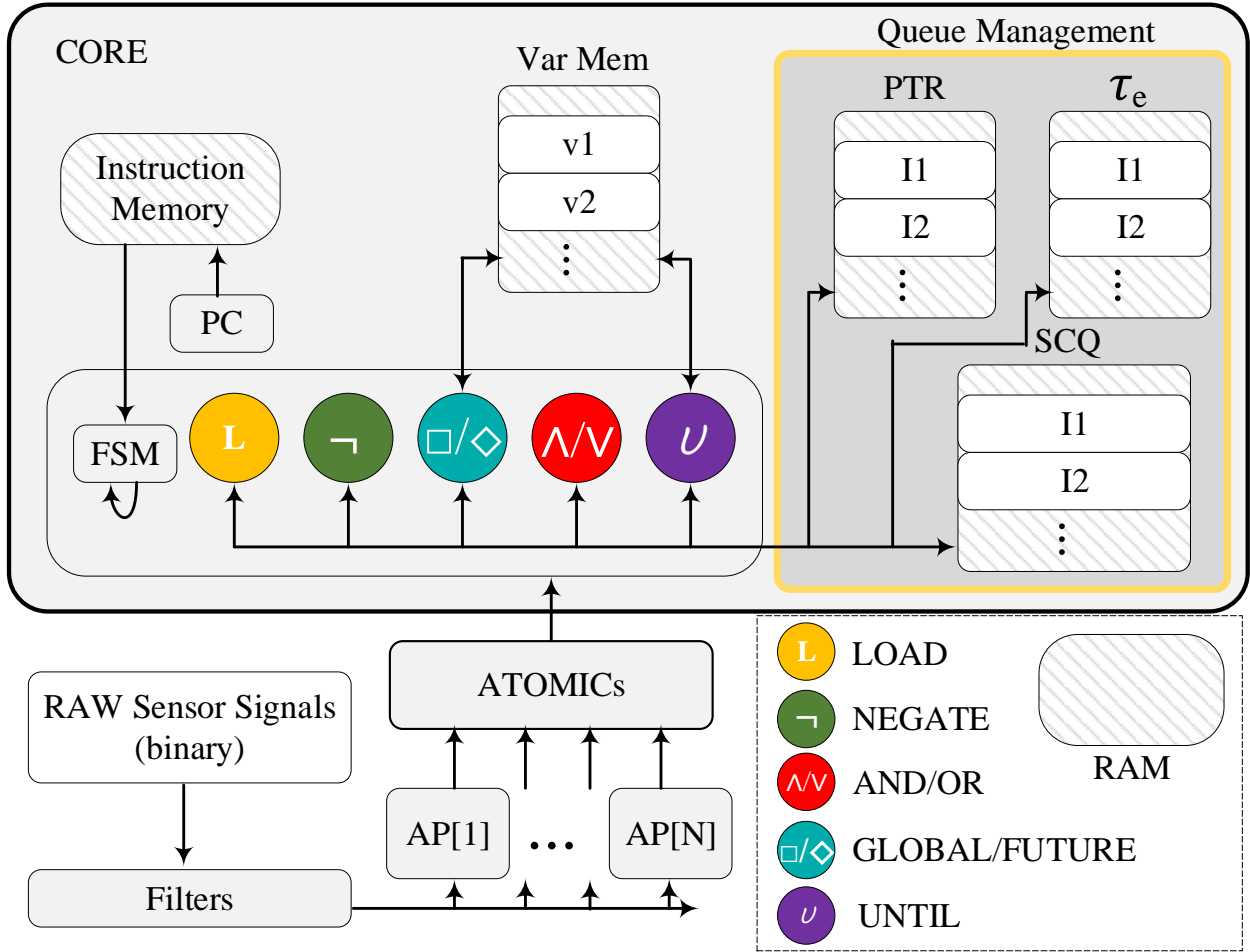 CORE
Queue Management
Var Mem
v1
v2
⋮
PTR
I1
I2
⋮
τe
I1
I2
⋮
Instruction
Memory
PC
SCQ
I1
I2
⋮
FSM
L
¬
□/◇
Λ/V
υ
ATOMICs
RAW Sensor Signals
(binary)
AP[1]
...
AP[N]
Filters
L LOAD
¬ NEGATE
Λ/V AND/OR
□/◇ GLOBAL/FUTURE
υ UNTIL
RAM